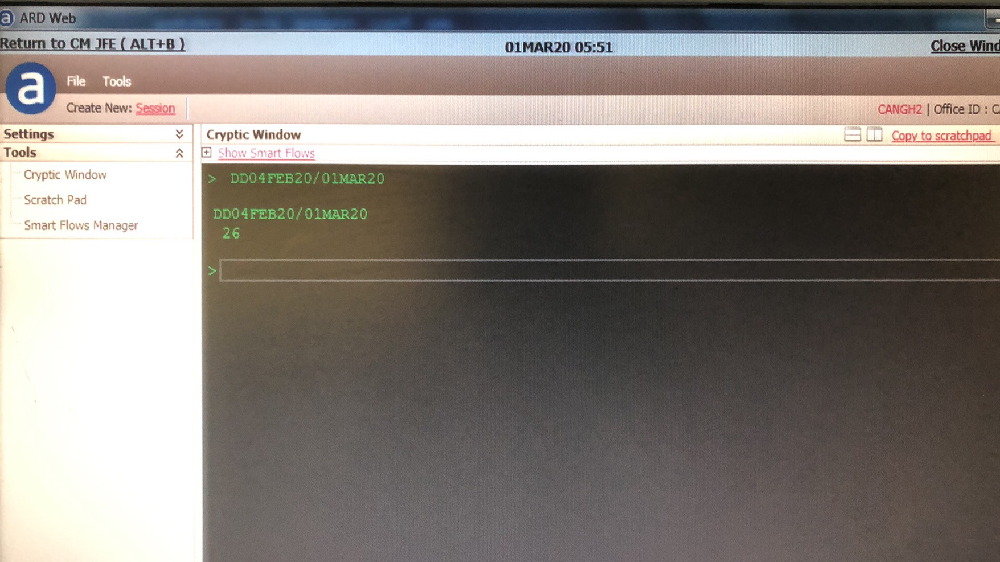 a ARD Web
Return to CM JFE ( ALT+B )
01MAR20 05:51
Close Wind
a
File Tools
Create New: Session
CANGH2 | Office ID : C
Settings
Tools
Cryptic Window
Scratch Pad
Smart Flows Manager
Cryptic Window
Copy to scratchpad
Show Smart Flows
> DD04FEB20/01MAR20
DD04FEB20/01MAR20
26
>